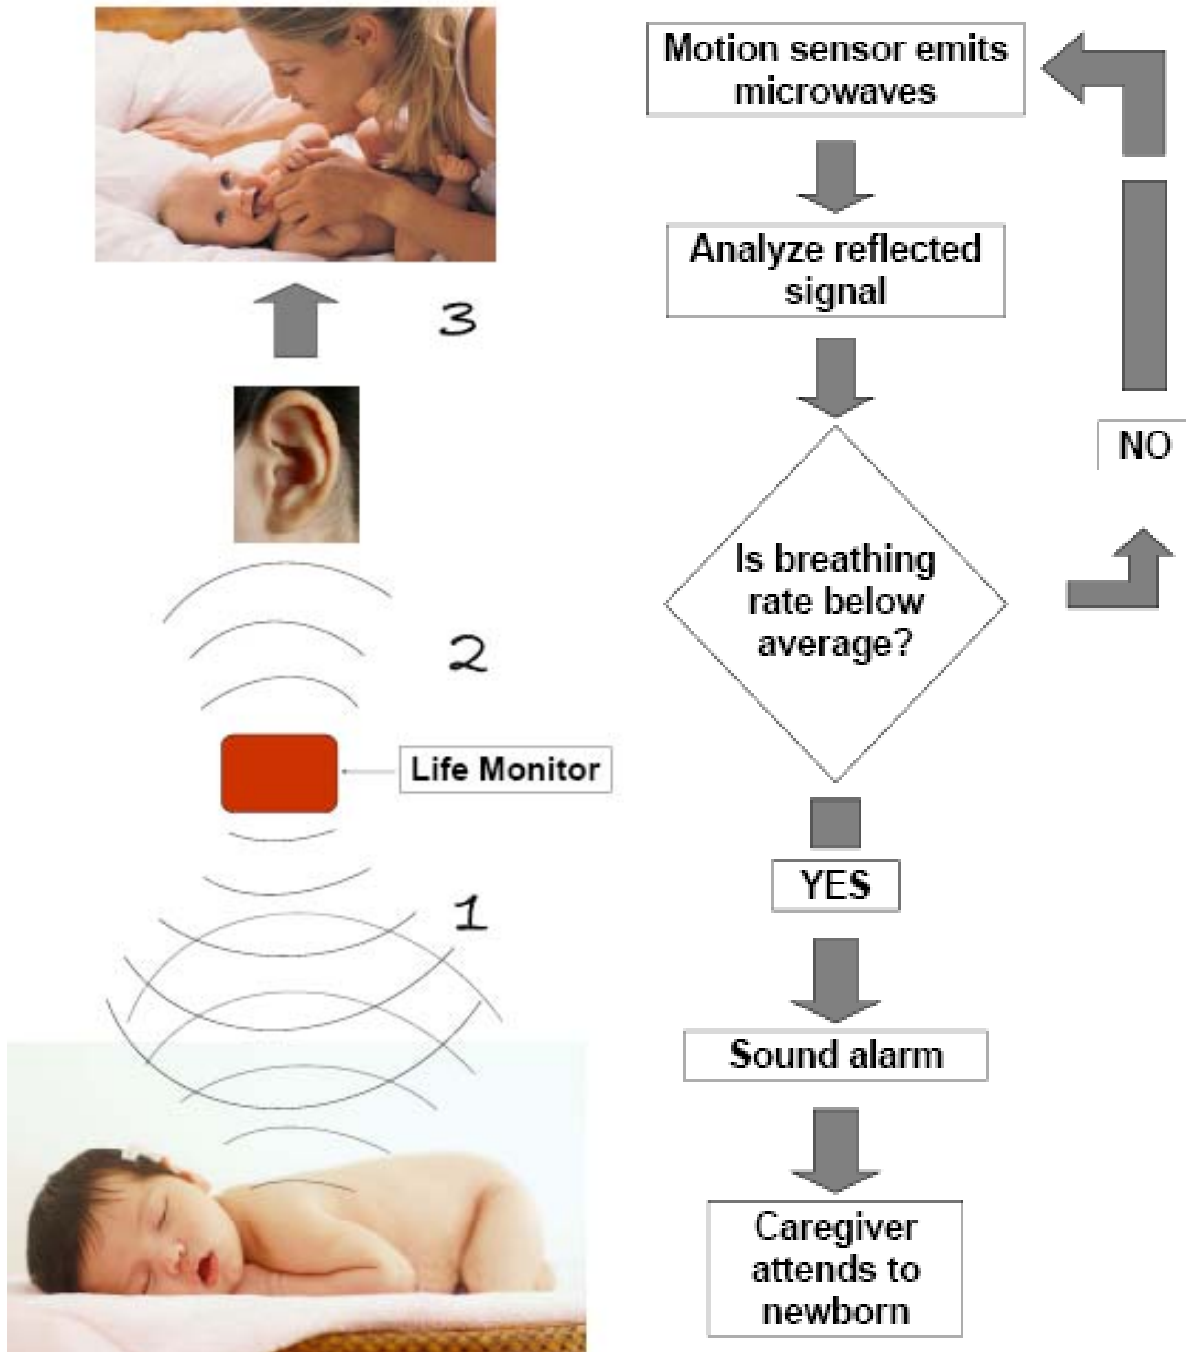 Motion sensor emits
microwaves
Analyze reflected
signal
3
NO
Is breathing
rate below
average?
2
Life Monitor
YES
1
Sound alarm
Caregiver
attends to
newborn